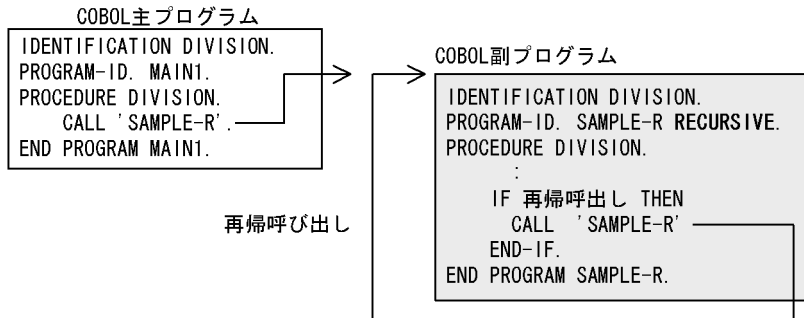 COBOL主プログラム
IDENTIFICATION DIVISION.
PROGRAM-ID. MAIN1.
PROCEDURE DIVISION.
CALL 'SAMPLE-R'.
END PROGRAM MAIN1.
COBOL副プログラム
IDENTIFICATION DIVISION.
PROGRAM-ID. SAMPLE-R RECURSIVE.
PROCEDURE DIVISION.
:
IF 再帰呼出し THEN
CALL 'SAMPLE-R'
END-IF.
END PROGRAM SAMPLE-R.
再帰呼び出し